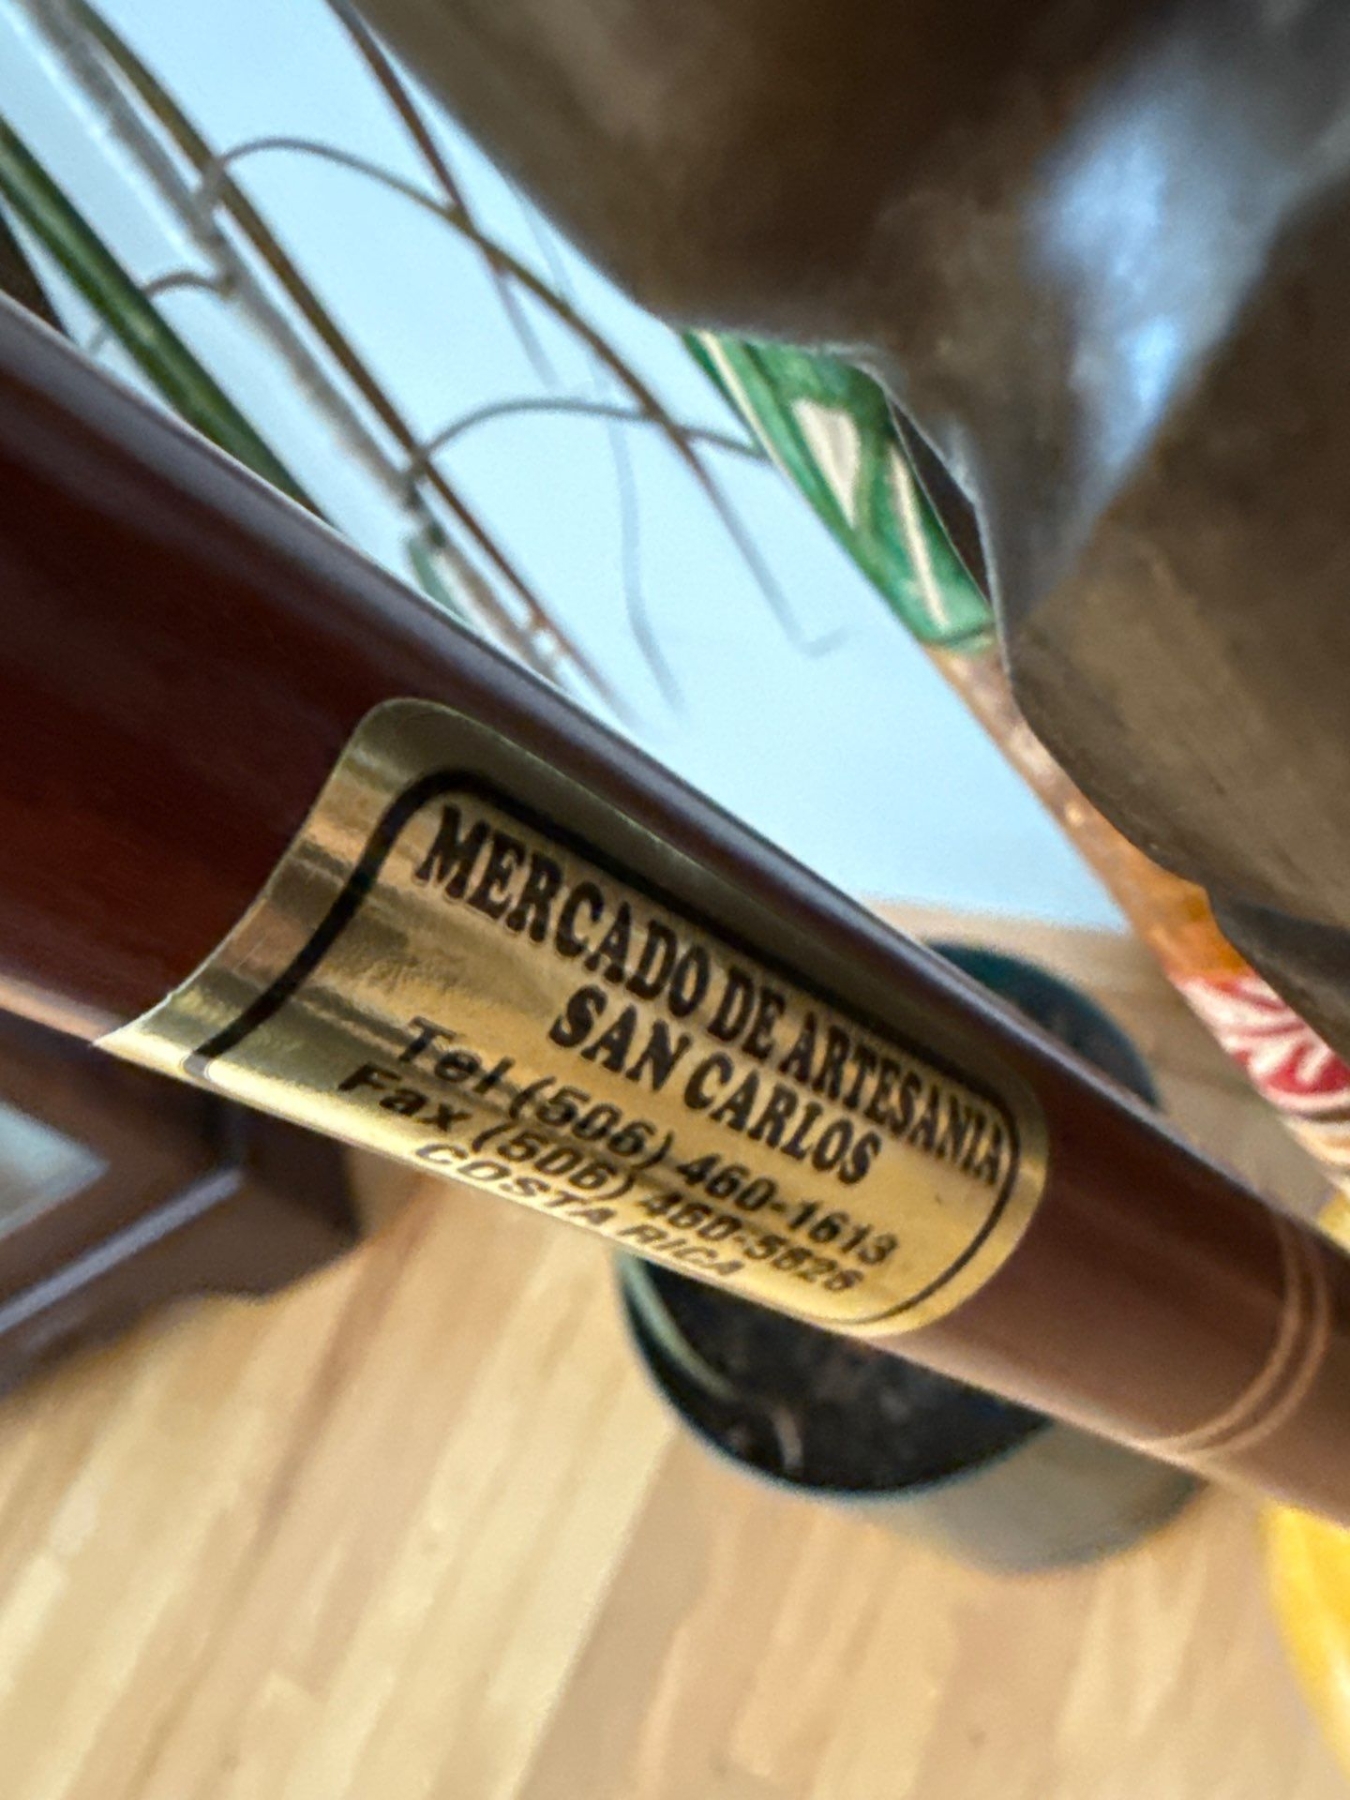 MERCADO DE ARTESANIA
SAN CARLOS
Tel (506) 460-1613
Fax (506) 460-5626
COSTA RICA